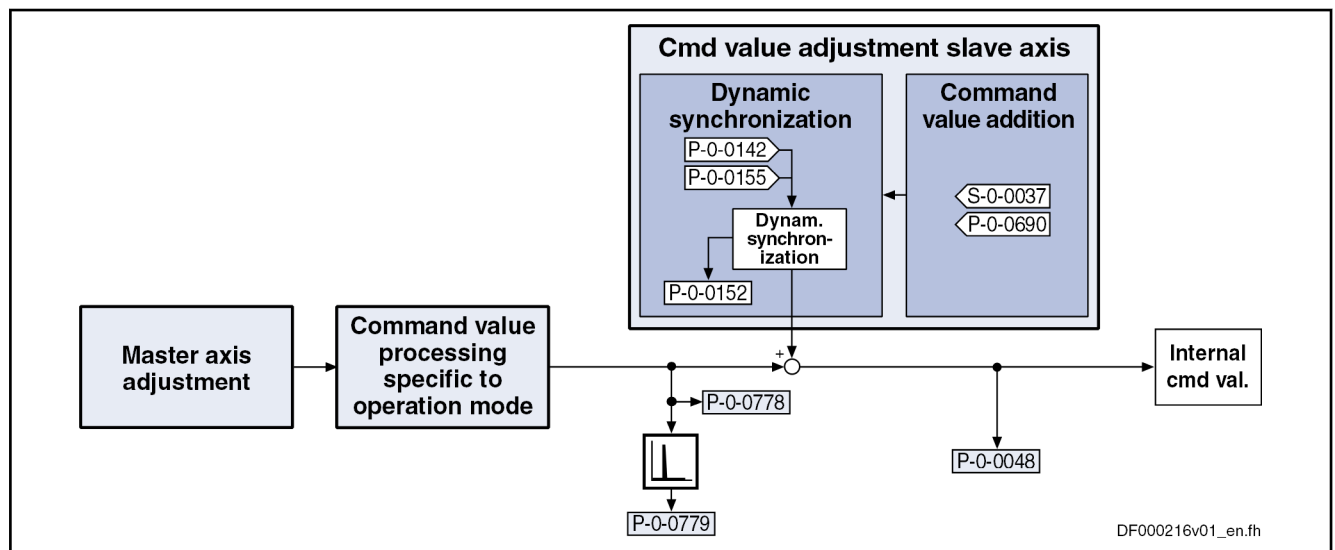 Cmd value adjustment slave axis
Dynamic
synchronization
P-0-0142
P-0-0155
Dynam.
synchron-
ization
P-0-0152
Command
value addition
S-0-0037
P-0-0690
Master axis
adjustment
Command value
processing
specific to
operation mode
+
P-0-0778
P-0-0779
P-0-0048
Internal
cmd val.
DF000216v01_en.fh